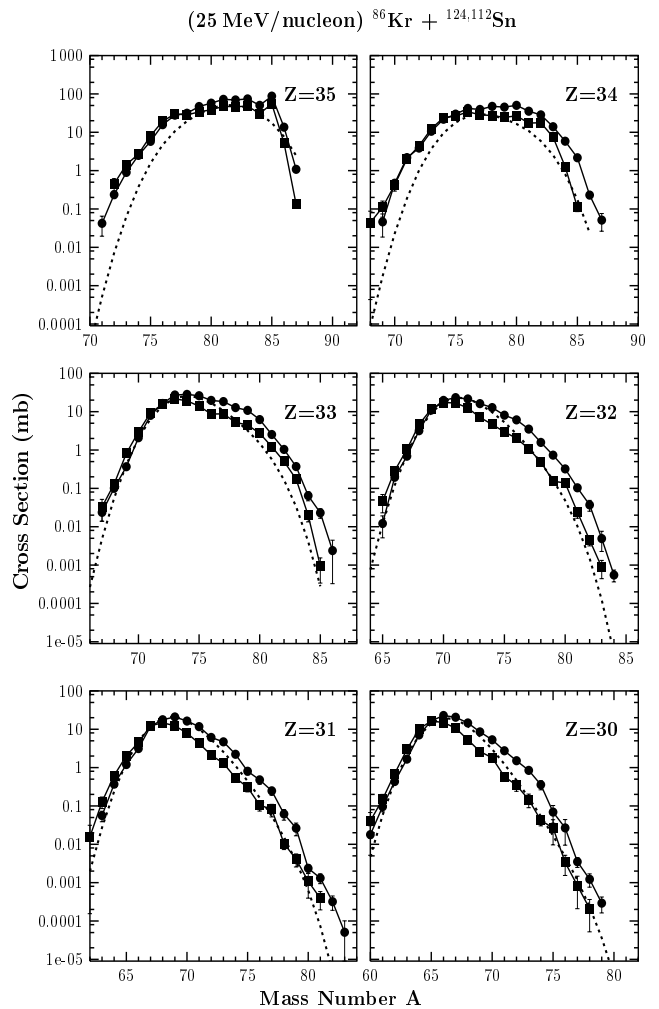 (25 MeV/nucleon) ⁸⁶Kr + ¹²⁴,¹¹²Sn
1000
100
10
1
0.1
0.01
0.001
0.0001
Z=35
70 75 80 85 90
Z=34
70 75 80 85 90
Cross Section (mb)
100
10
1
0.1
0.01
0.001
0.0001
1e-05
Z=33
70 75 80 85
Z=32
65 70 75 80 85
100
10
1
0.1
0.01
0.001
0.0001
1e-05
Z=31
65 70 75 80
Z=30
60 65 70 75 80
Mass Number A